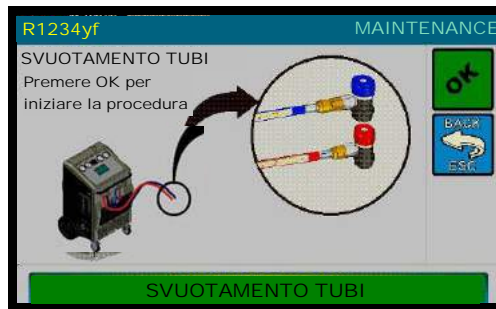 R1234yf
MAINTENANCE
SVUOTAMENTO TUBI
Premere OK per
iniziare la procedura
OK
BACK
ESC
SVUOTAMENTO TUBI